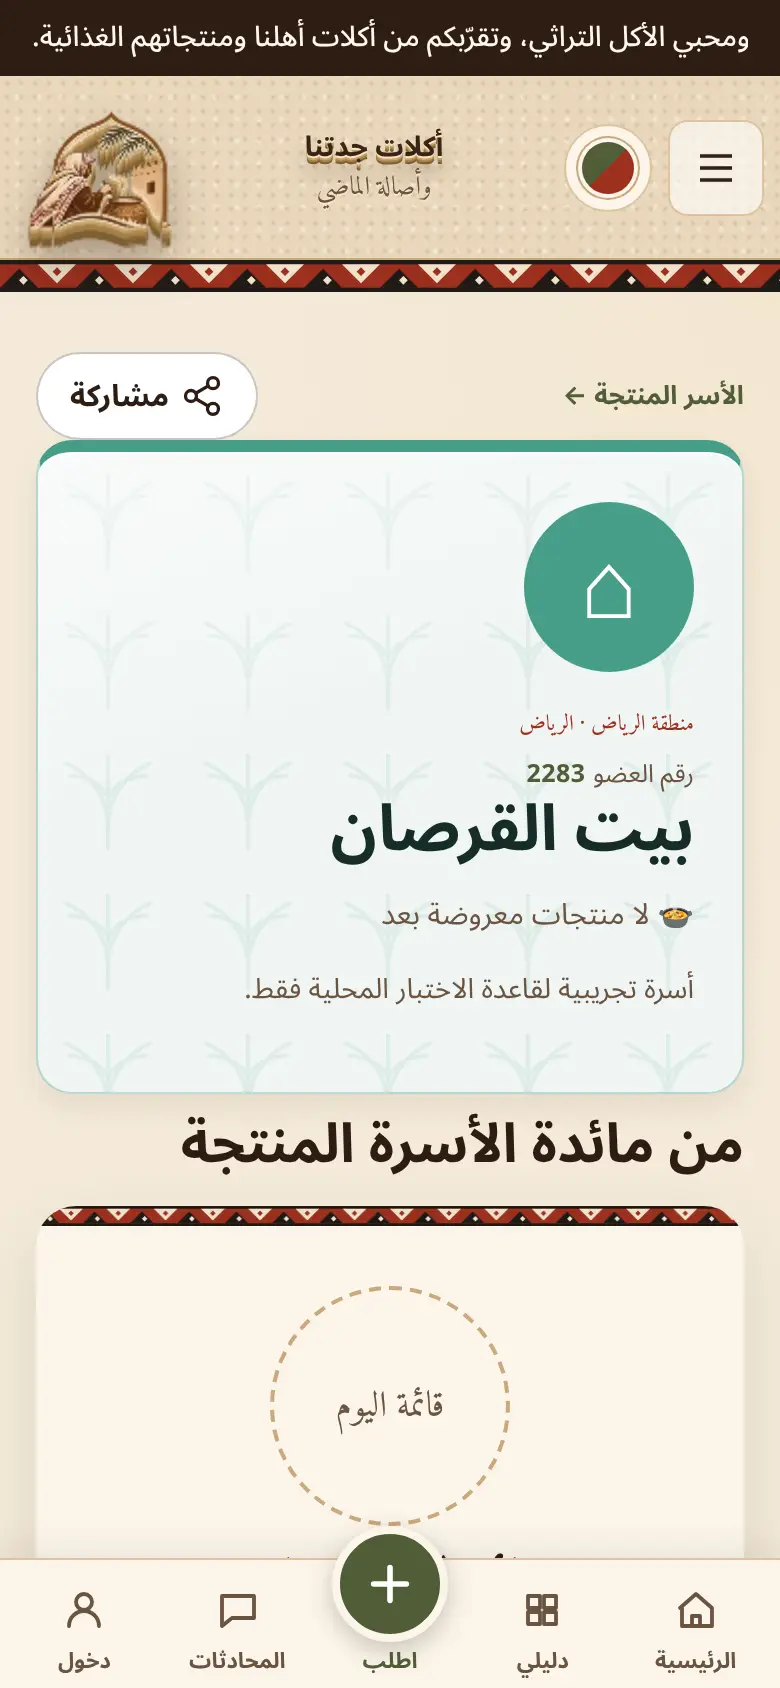 ومحبي الأكل التراثي، وتقرّبكم من أكلات أهلنا ومنتجاتهم الغذائية.
أكلات جدتنا
وأصالة الماضي
الأسر المنتجة ←
مشاركة
منطقة الرياض · الرياض
رقم العضو 2283
بيت القرصان
🍲 لا منتجات معروضة بعد
أسرة تجريبية لقاعدة الاختبار المحلية فقط.
من مائدة الأسرة المنتجة
قائمة اليوم
الرئيسية
دليلي
اطلب
المحادثات
دخول